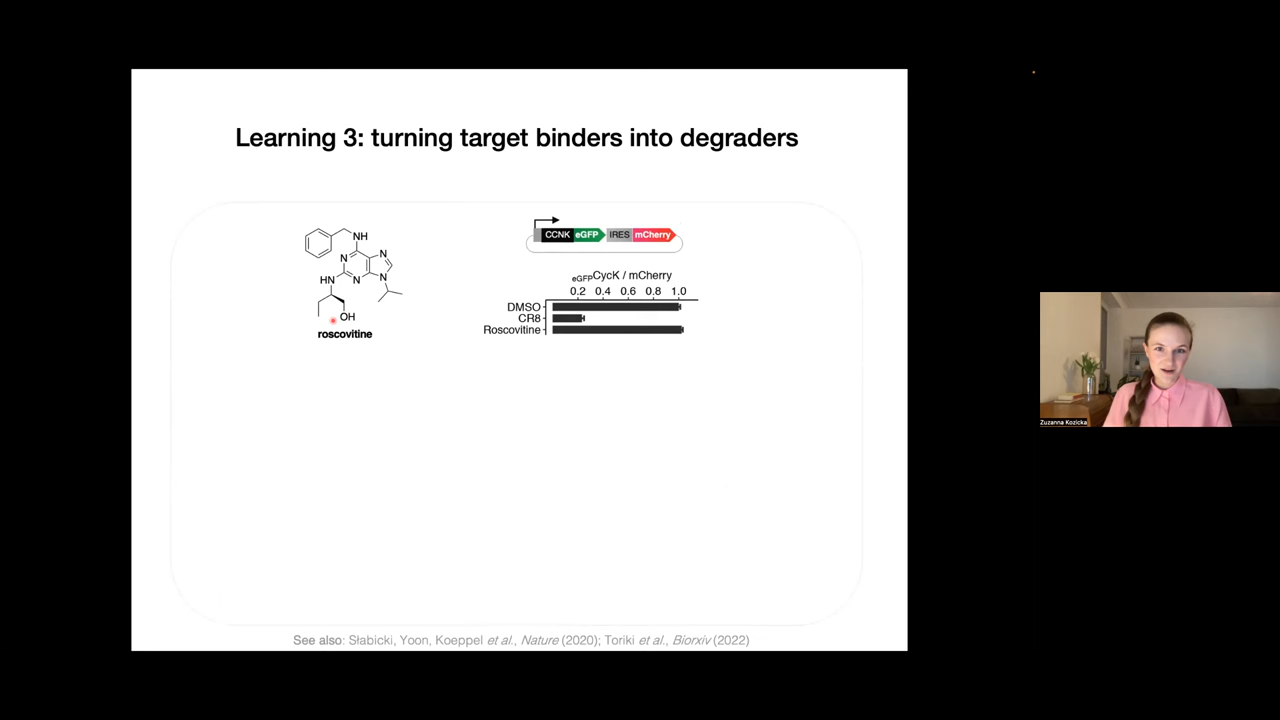 Learning 3: turning target binders into degraders
NH
N
N
N
N
HN
OH
roscovitine
CCNK eGFP IRES mCherry
eGFPCycK / mCherry
0.2 0.4 0.6 0.8 1.0
DMSO
CR8
Roscovitine
Zuzanna Kozicka
See also: Słabicki, Yoon, Koeppel et al., Nature (2020); Toriki et al., Biorxiv (2022)